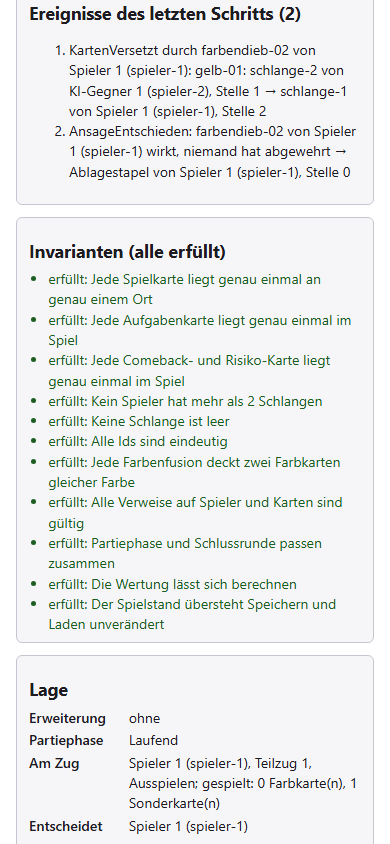 Ereignisse des letzten Schritts (2)
1. KartenVersetzt durch farbendieb-02 von
Spieler 1 (spieler-1): gelb-01: schlange-2 von
KI-Gegner 1 (spieler-2), Stelle 1 → schlange-1
von Spieler 1 (spieler-1), Stelle 2
2. AnsageEntschieden: farbendieb-02 von Spieler
1 (spieler-1) wirkt, niemand hat abgewehrt →
Ablagestapel von Spieler 1 (spieler-1), Stelle 0
Invarianten (alle erfüllt)
• erfüllt: Jede Spielkarte liegt genau einmal an
genau einem Ort
• erfüllt: Jede Aufgabenkarte liegt genau einmal im
Spiel
• erfüllt: Jede Comeback- und Risiko-Karte liegt
genau einmal im Spiel
• erfüllt: Kein Spieler hat mehr als 2 Schlangen
• erfüllt: Keine Schlange ist leer
• erfüllt: Alle Ids sind eindeutig
• erfüllt: Jede Farbenfusion deckt zwei Farbkarten
gleicher Farbe
• erfüllt: Alle Verweise auf Spieler und Karten sind
gültig
• erfüllt: Partiephase und Schlussrunde passen
zusammen
• erfüllt: Die Wertung lässt sich berechnen
• erfüllt: Der Spielstand übersteht Speichern und
Laden unverändert
Lage
Erweiterung ohne
Partiephase Laufend
Am Zug Spieler 1 (spieler-1), Teilzug 1,
Ausspielen; gespielt: 0 Farbkarte(n), 1
Sonderkarte(n)
Entscheidet Spieler 1 (spieler-1)